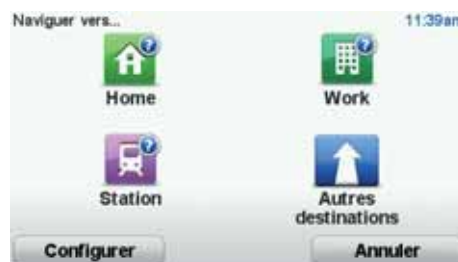 Naviguer vers...
11:39am
Home
Work
Station
Autres
destinations
Configurer
Annuler